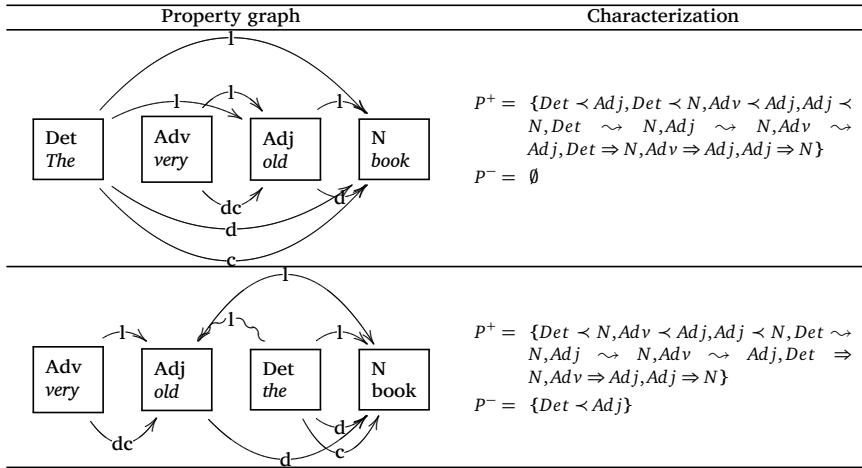 Property graph Characterization
l
l l l
Det Adv Adj N
The very old book
dc d
d
c
P⁺ = {Det ≺ Adj, Det ≺ N, Adv ≺ Adj, Adj ≺
N, Det ⇝ N, Adj ⇝ N, Adv ⇝
Adj, Det ⇒ N, Adv ⇒ Adj, Adj ⇒ N}
P⁻ = ∅
l
l l l
Adv Adj Det N
very old the book
dc d
d c
P⁺ = {Det ≺ N, Adv ≺ Adj, Adj ≺ N, Det ⇝
N, Adj ⇝ N, Adv ⇝ Adj, Det ⇒
N, Adv ⇒ Adj, Adj ⇒ N}
P⁻ = {Det ≺ Adj}